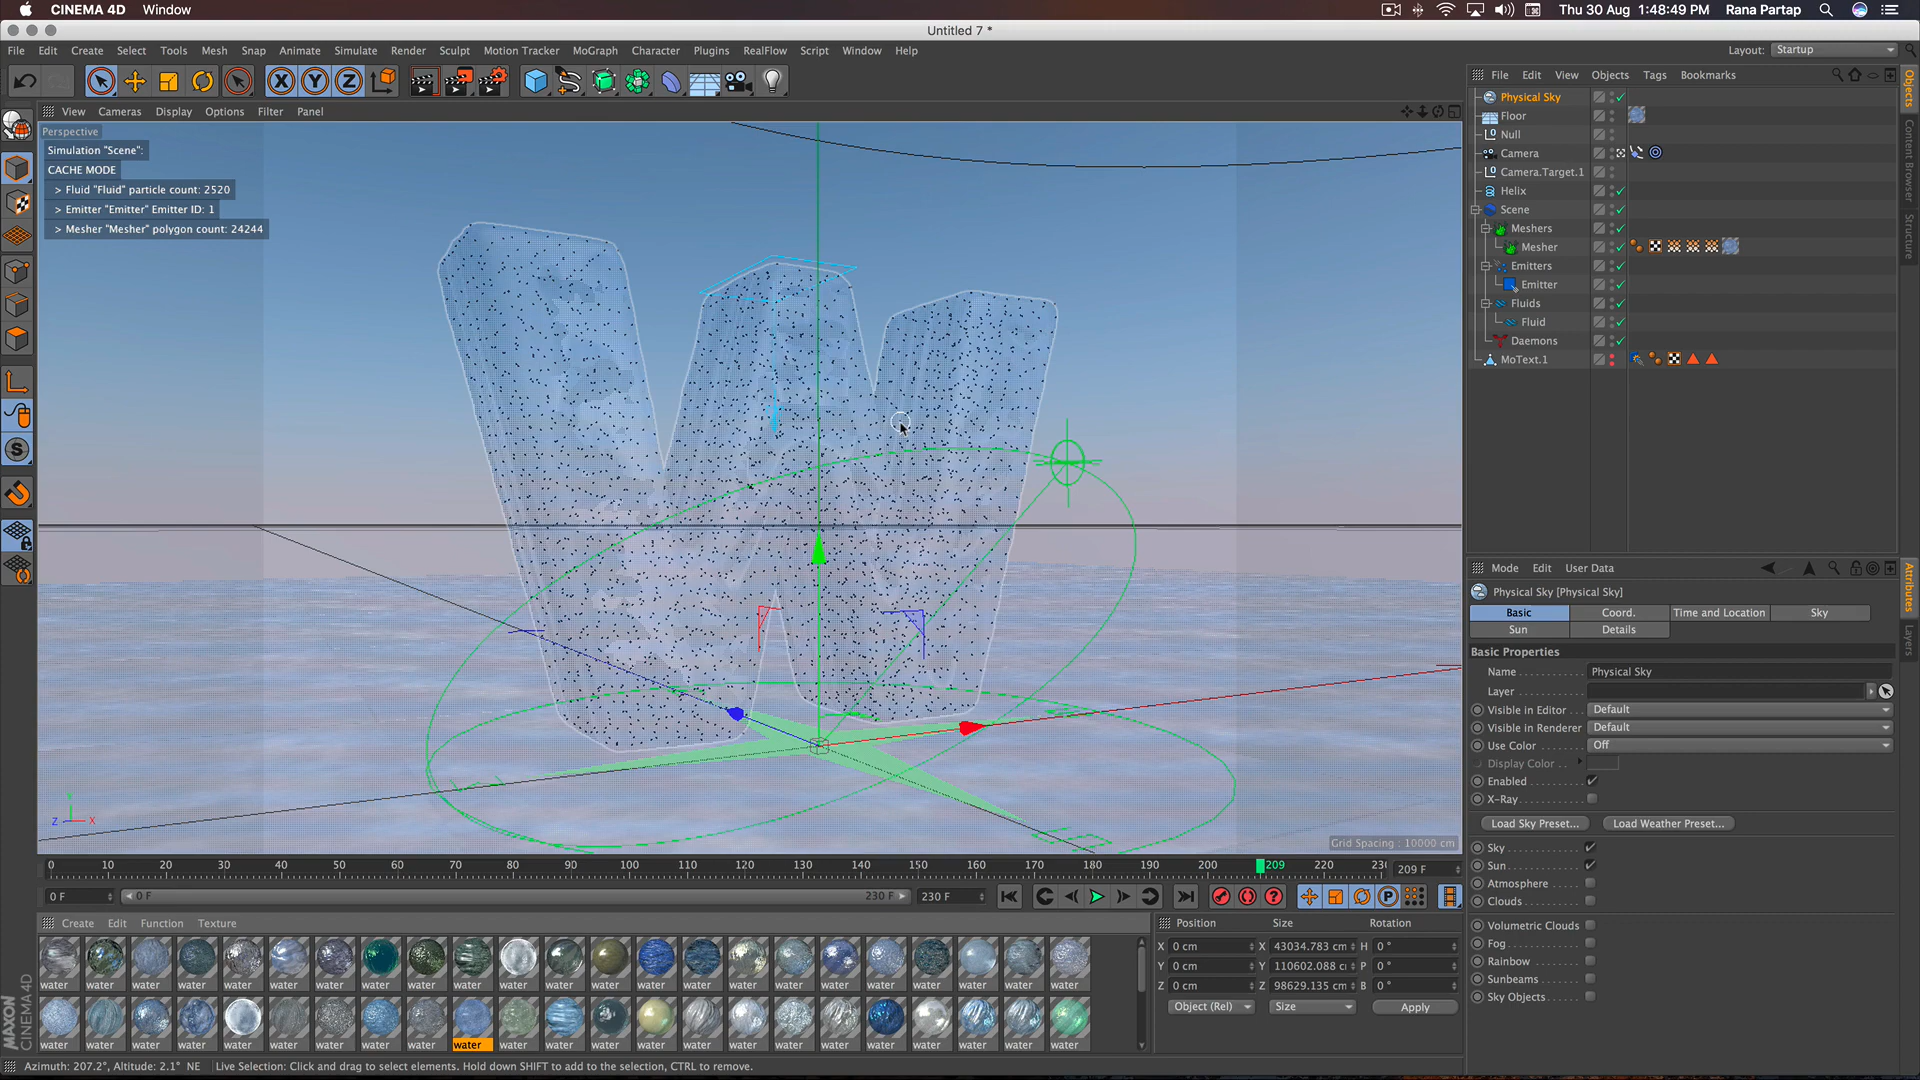 CINEMA 4D Window
Thu 30 Aug 1:48:49 PM Rana Partap
Untitled 7 *
File Edit Create Select Tools Mesh Snap Animate Simulate Render Sculpt Motion Tracker MoGraph Character Plugins RealFlow Script Window Help
Layout: Startup
View Cameras Display Options Filter Panel
Perspective
Simulation "Scene":
CACHE MODE
> Fluid "Fluid" particle count: 2520
> Emitter "Emitter" Emitter ID: 1
> Mesher "Mesher" polygon count: 24244
Y
Z X
Grid Spacing : 10000 cm
File Edit View Objects Tags Bookmarks
Physical Sky
Floor
Null
Camera
Camera.Target.1
Helix
Scene
Meshers
Mesher
Emitters
Emitter
Fluids
Fluid
Daemons
MoText.1
Objects
Content Browser
Structure
Mode Edit User Data
Physical Sky [Physical Sky]
Basic Coord. Time and Location Sky
Sun Details
Basic Properties
Name Physical Sky
Layer
Visible in Editor Default
Visible in Renderer Default
Use Color Off
Display Color
Enabled
X-Ray
Load Sky Preset... Load Weather Preset...
Sky
Sun
Atmosphere
Clouds
Volumetric Clouds
Fog
Rainbow
Sunbeams
Sky Objects
Attributes
Layers
0 10 20 30 40 50 60 70 80 90 100 110 120 130 140 150 160 170 180 190 200 209 220 230 209 F
0 F 0 F 230 F 230 F
Create Edit Function Texture
water water water water water water water water water water water water water water water water water water water water water water water
water water water water water water water water water water water water water water water water water water water water water water water
Position Size Rotation
X 0 cm X 43034.783 cm H 0 °
Y 0 cm Y 110602.088 cm P 0 °
Z 0 cm Z 98629.135 cm B 0 °
Object (Rel) Size Apply
MAXON CINEMA 4D
Azimuth: 207.2°, Altitude: 2.1° NE Live Selection: Click and drag to select elements. Hold down SHIFT to add to the selection, CTRL to remove.